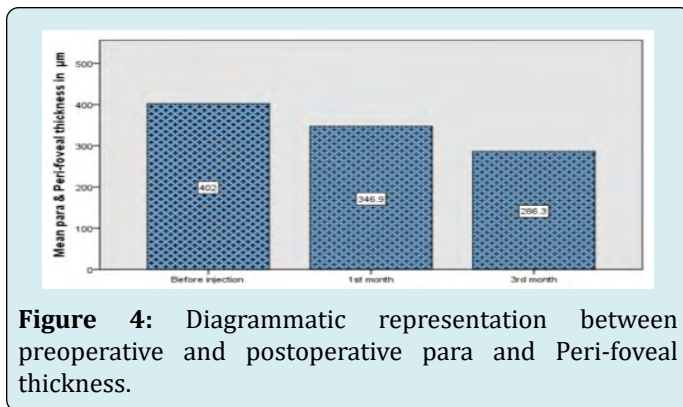 Mean para & Peri-foveal thickness in µm
500
400
300
200
100
0
402
346.9
286.3
Before injection
1st month
3rd month
Figure 4: Diagrammatic representation between
preoperative and postoperative para and Peri-foveal
thickness.